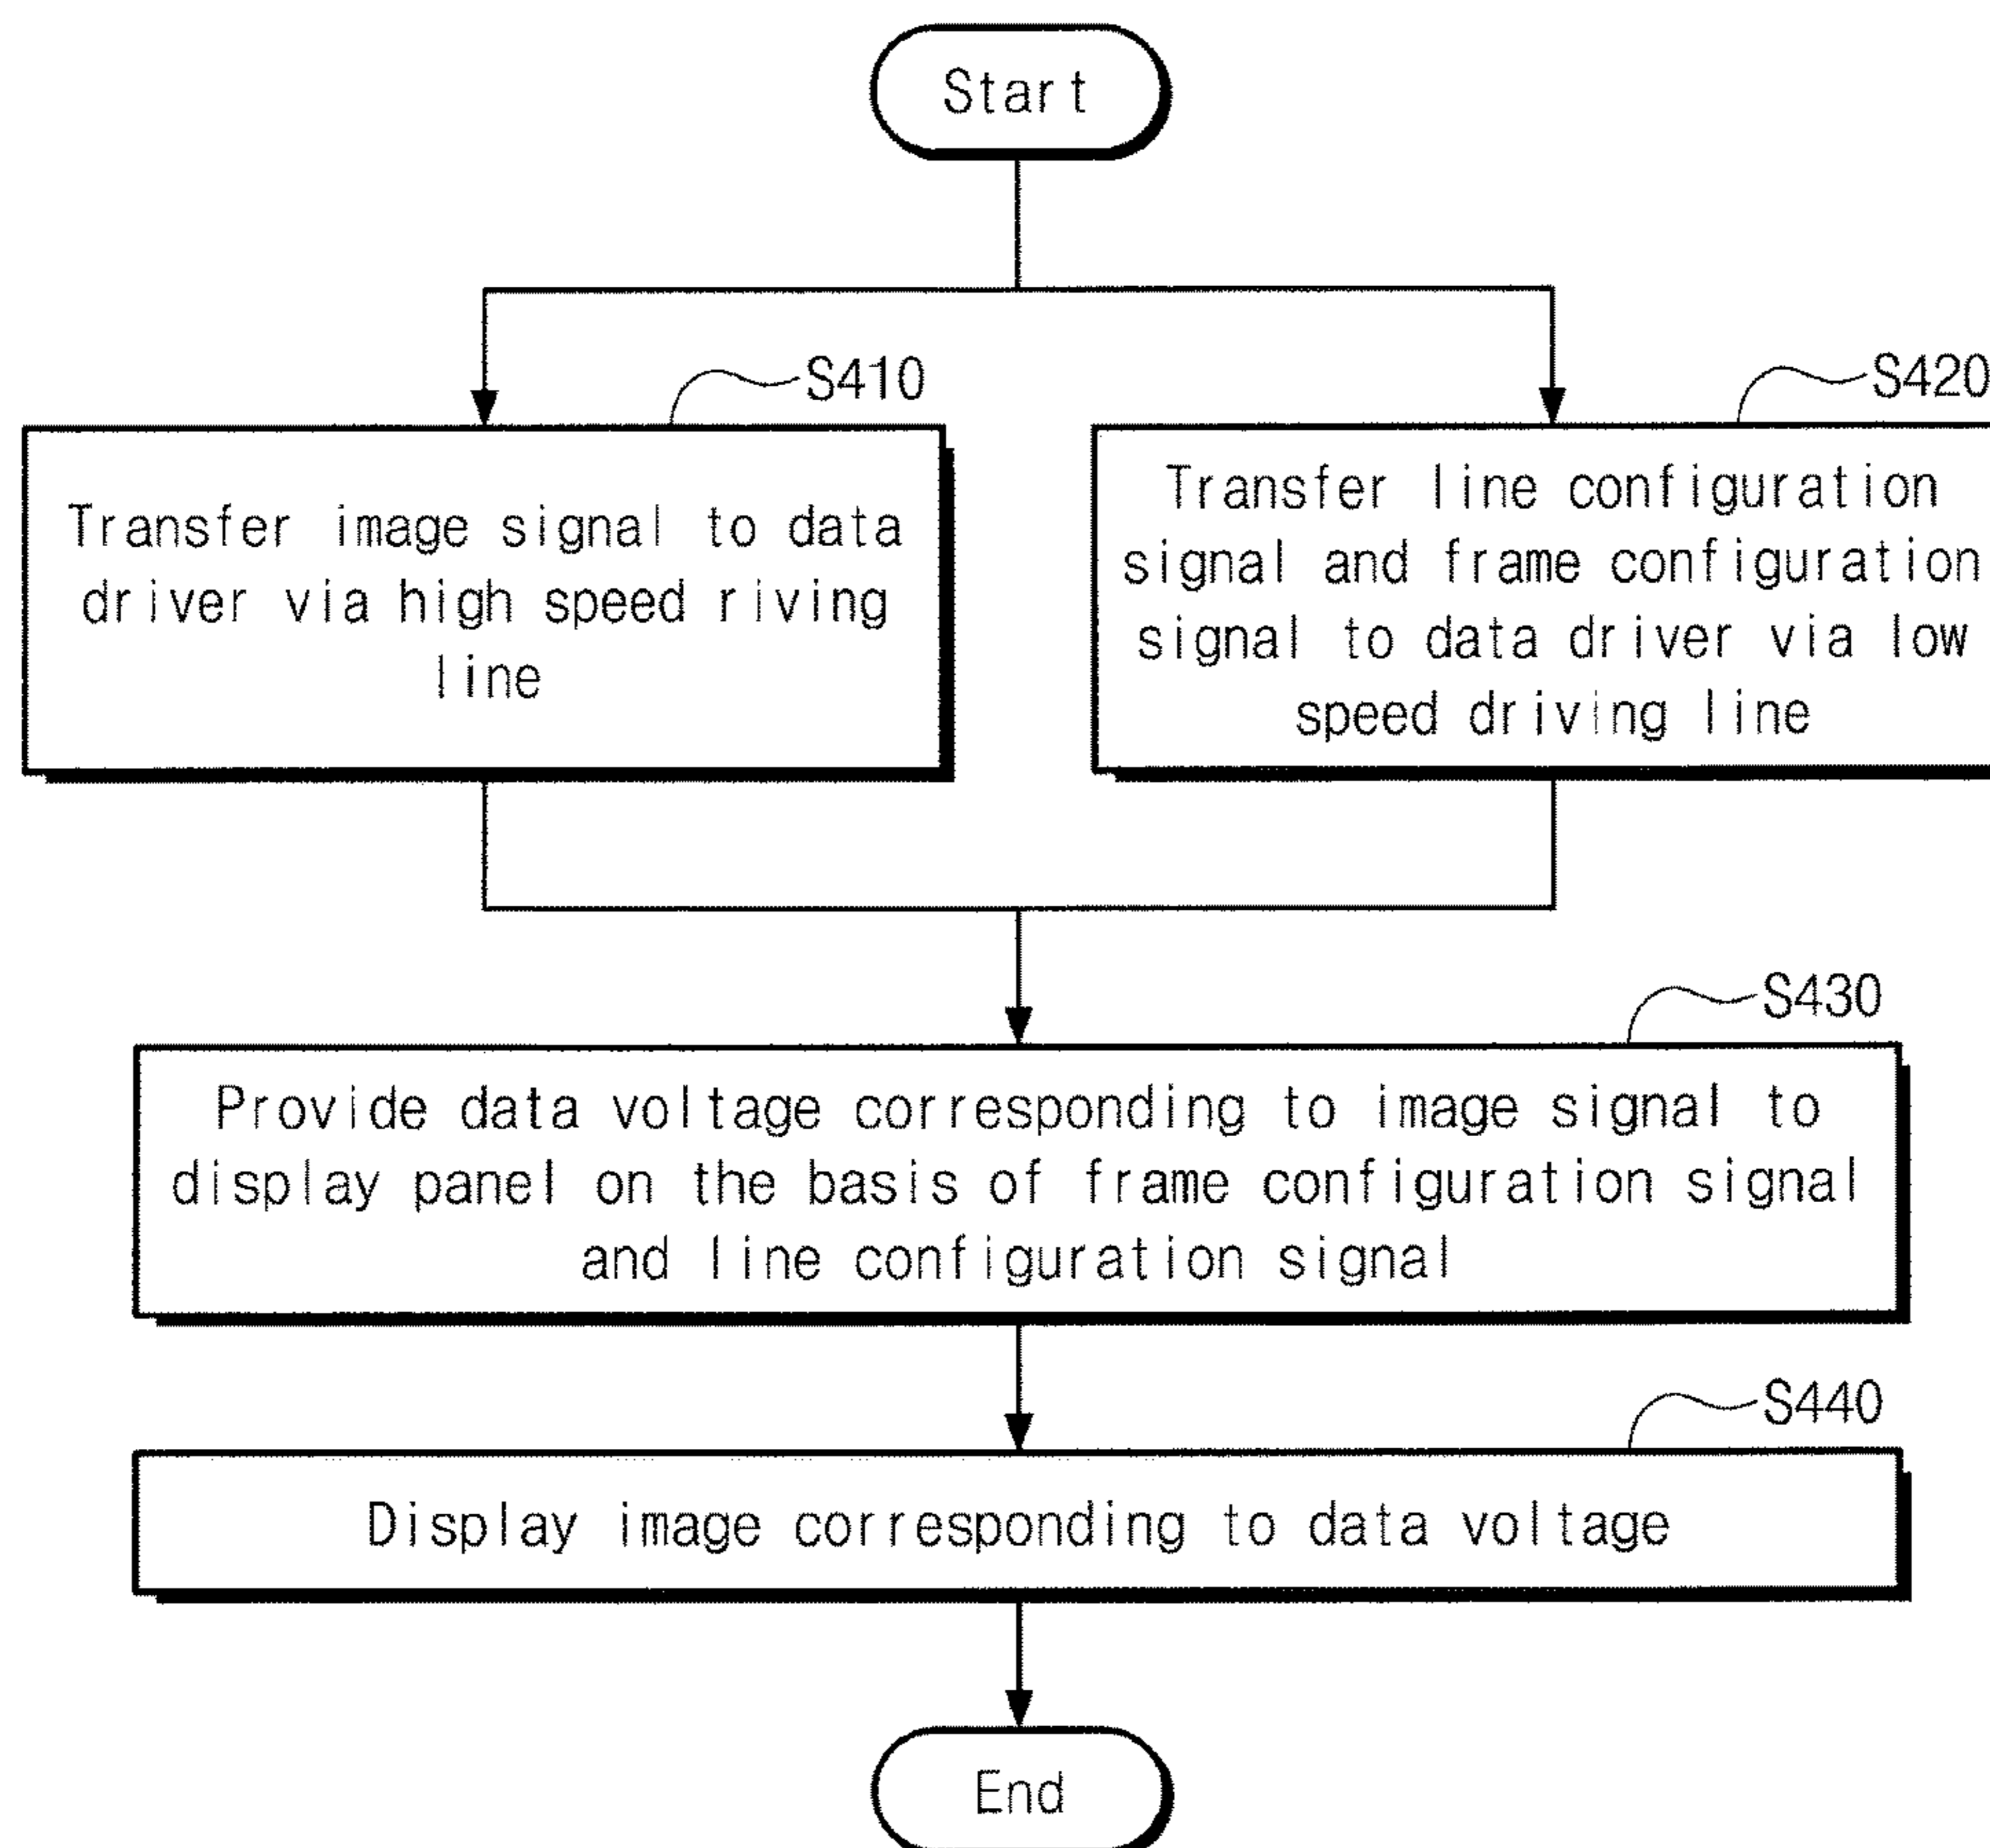 Start
S410
Transfer image signal to data
driver via high speed riving
line
S420
Transfer line configuration
signal and frame configuration
signal to data driver via low
speed driving line
S430
Provide data voltage corresponding to image signal to
display panel on the basis of frame configuration signal
and line configuration signal
S440
Display image corresponding to data voltage
End